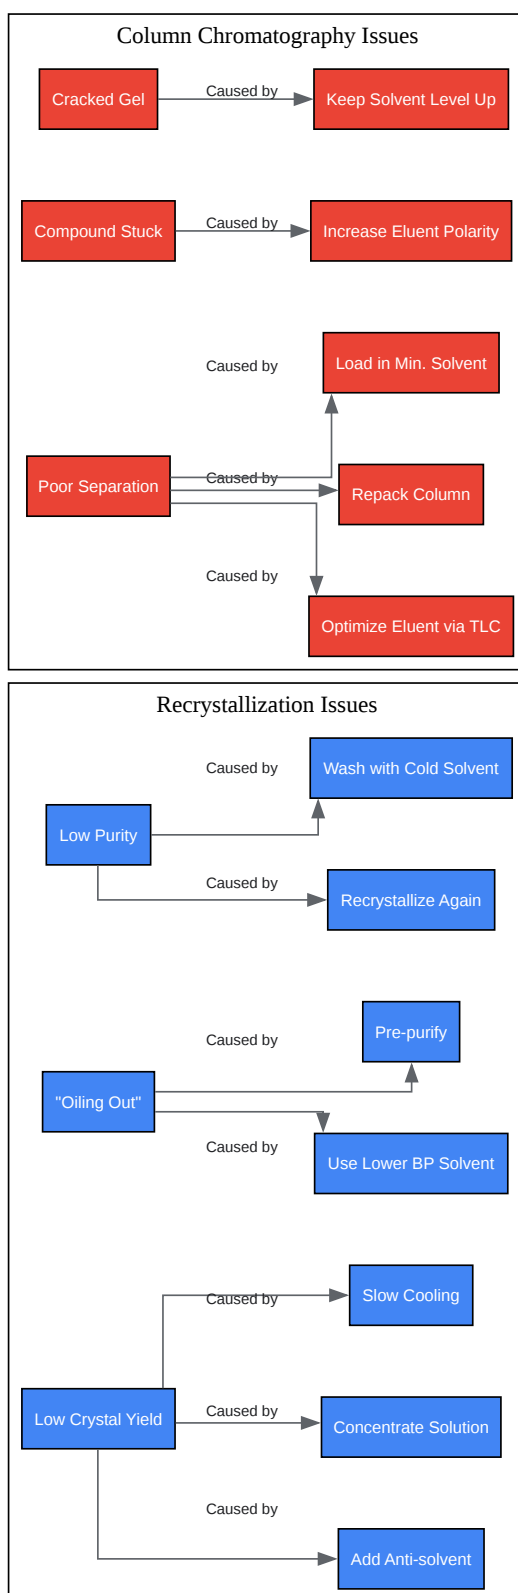 Column Chromatography Issues
Cracked Gel
Caused by
Keep Solvent Level Up
Compound Stuck
Caused by
Increase Eluent Polarity
Caused by
Load in Min. Solvent
Poor Separation
Caused by
Repack Column
Caused by
Optimize Eluent via TLC
Recrystallization Issues
Caused by
Wash with Cold Solvent
Low Purity
Caused by
Recrystallize Again
Caused by
Pre-purify
"Oiling Out"
Caused by
Use Lower BP Solvent
Caused by
Slow Cooling
Low Crystal Yield
Caused by
Concentrate Solution
Caused by
Add Anti-solvent